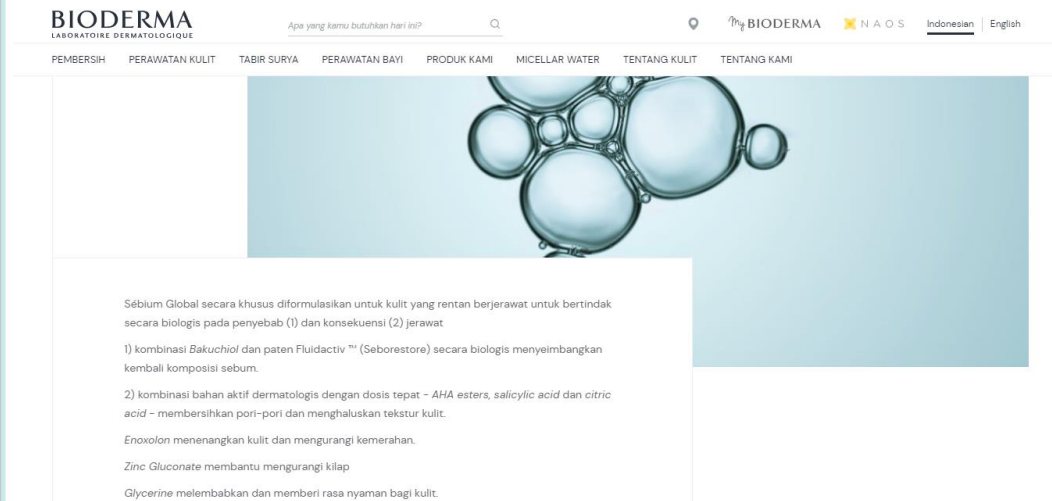 BIODERMA
LABORATOIRE DERMATOLOGIQUE
Apa yang kamu butuhkan hari ini?
My BIODERMA
NAOS
Indonesian
English
PEMBERSIH PERAWATAN KULIT TABIR SURYA PERAWATAN BAYI PRODUK KAMI MICELLAR WATER TENTANG KULIT TENTANG KAMI
Sébium Global secara khusus diformulasikan untuk kulit yang rentan berjerawat untuk bertindak
secara biologis pada penyebab (1) dan konsekuensi (2) jerawat
1) kombinasi Bakuchiol dan paten Fluidactiv ™ (Seborestore) secara biologis menyeimbangkan
kembali komposisi sebum.
2) kombinasi bahan aktif dermatologis dengan dosis tepat - AHA esters, salicylic acid dan citric
acid - membersihkan pori-pori dan menghaluskan tekstur kulit.
Enoxolon menenangkan kulit dan mengurangi kemerahan.
Zinc Gluconate membantu mengurangi kilap
Glycerine melembabkan dan memberi rasa nyaman bagi kulit.